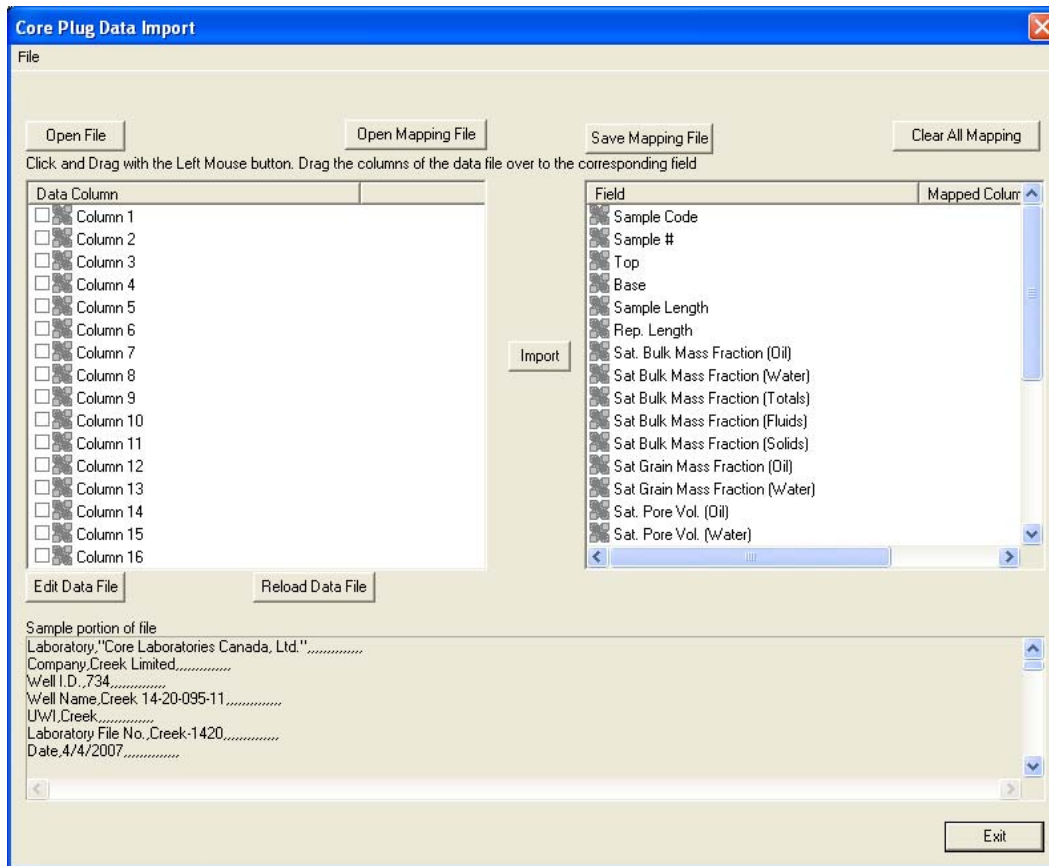 Core Plug Data Import
File
Open File
Open Mapping File
Save Mapping File
Clear All Mapping
Click and Drag with the Left Mouse button. Drag the columns of the data file over to the corresponding field
Data Column
Column 1
Column 2
Column 3
Column 4
Column 5
Column 6
Column 7
Column 8
Column 9
Column 10
Column 11
Column 12
Column 13
Column 14
Column 15
Column 16
Import
Field Mapped Colum
Sample Code
Sample #
Top
Base
Sample Length
Rep. Length
Sat. Bulk Mass Fraction (Oil)
Sat Bulk Mass Fraction (Water)
Sat Bulk Mass Fraction (Totals)
Sat Bulk Mass Fraction (Fluids)
Sat Bulk Mass Fraction (Solids)
Sat Grain Mass Fraction (Oil)
Sat Grain Mass Fraction (Water)
Sat. Pore Vol. (Oil)
Sat. Pore Vol. (Water)
Edit Data File
Reload Data File
Sample portion of file
Laboratory,"Core Laboratories Canada, Ltd.",,,,,,,,,,,,,,
Company,Creek Limited,,,,,,,,,,,,,,
Well I.D.,734,,,,,,,,,,,,,,
Well Name,Creek 14-20-095-11,,,,,,,,,,,,,,
UWI,Creek,,,,,,,,,,,,,,
Laboratory File No.,Creek-1420,,,,,,,,,,,,,,
Date,4/4/2007,,,,,,,,,,,,,,
Exit